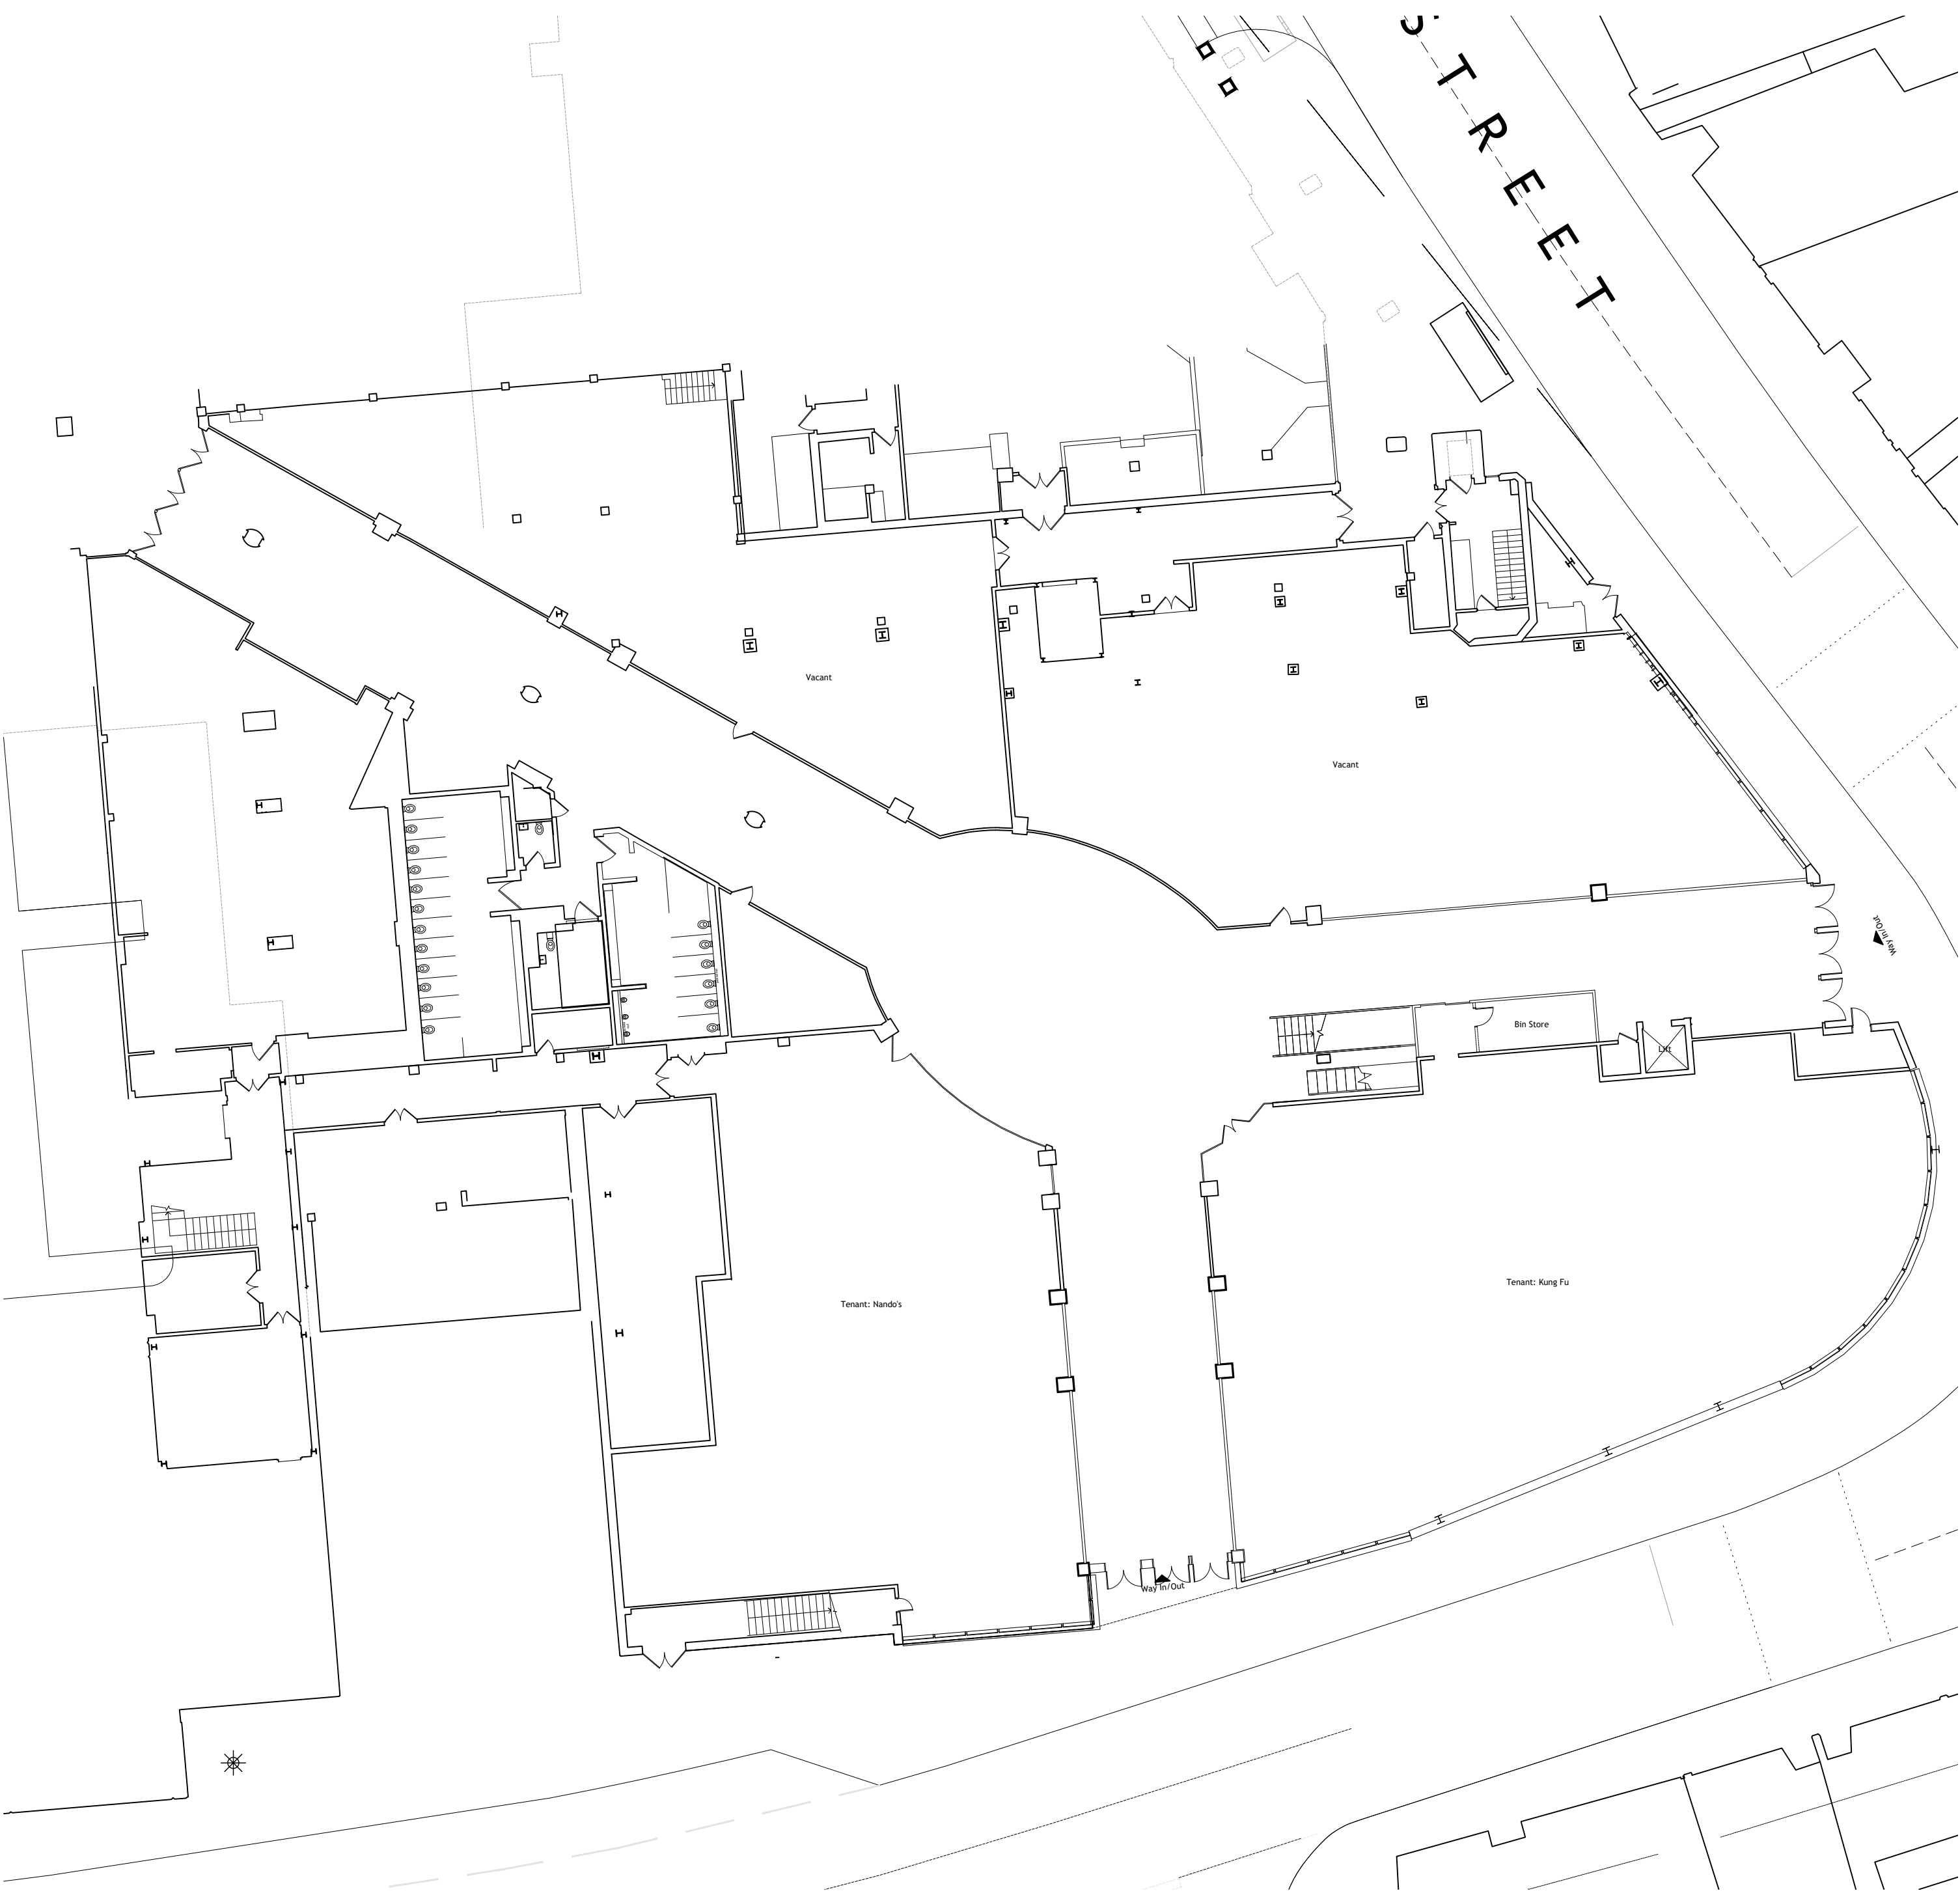 STREET
Vacant
Vacant
Way In/Out
Bin Store
Lift
Tenant: Kung Fu
Tenant: Nando's
Way In/Out